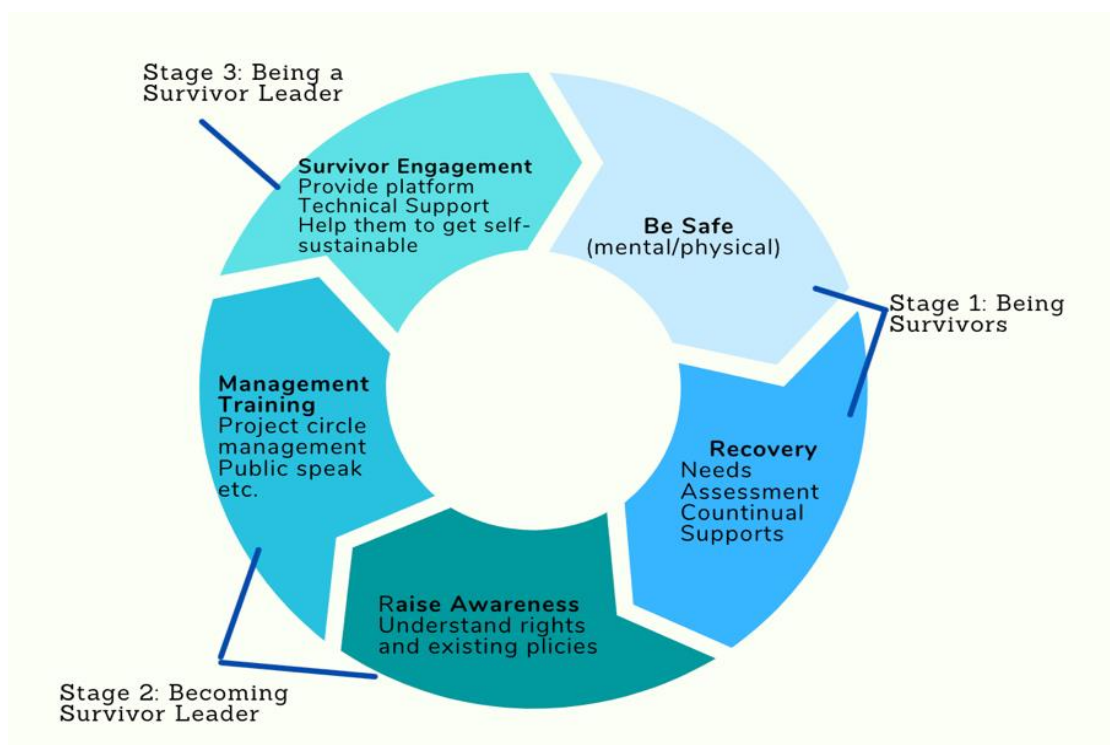 Stage 3: Being a
Survivor Leader
Survivor Engagement
Provide platform
Technical Support
Help them to get self-
sustainable
Be Safe
(mental/physical)
Stage 1: Being
Survivors
Recovery
Needs
Assessment
Countinual
Supports
Raise Awareness
Understand rights
and existing plicies
Management
Training
Project circle
management
Public speak
etc.
Stage 2: Becoming
Survivor Leader